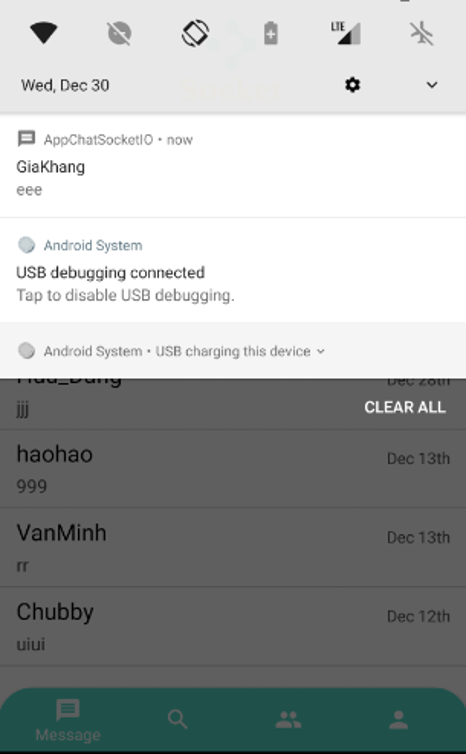 LTE
Wed, Dec 30
AppChatSocketIO • now
GiaKhang
eee
Android System
USB debugging connected
Tap to disable USB debugging.
Android System • USB charging this device
Dec 28th
jjj
CLEAR ALL
haohao
Dec 13th
999
VanMinh
Dec 13th
rr
Chubby
Dec 12th
uiui
Message